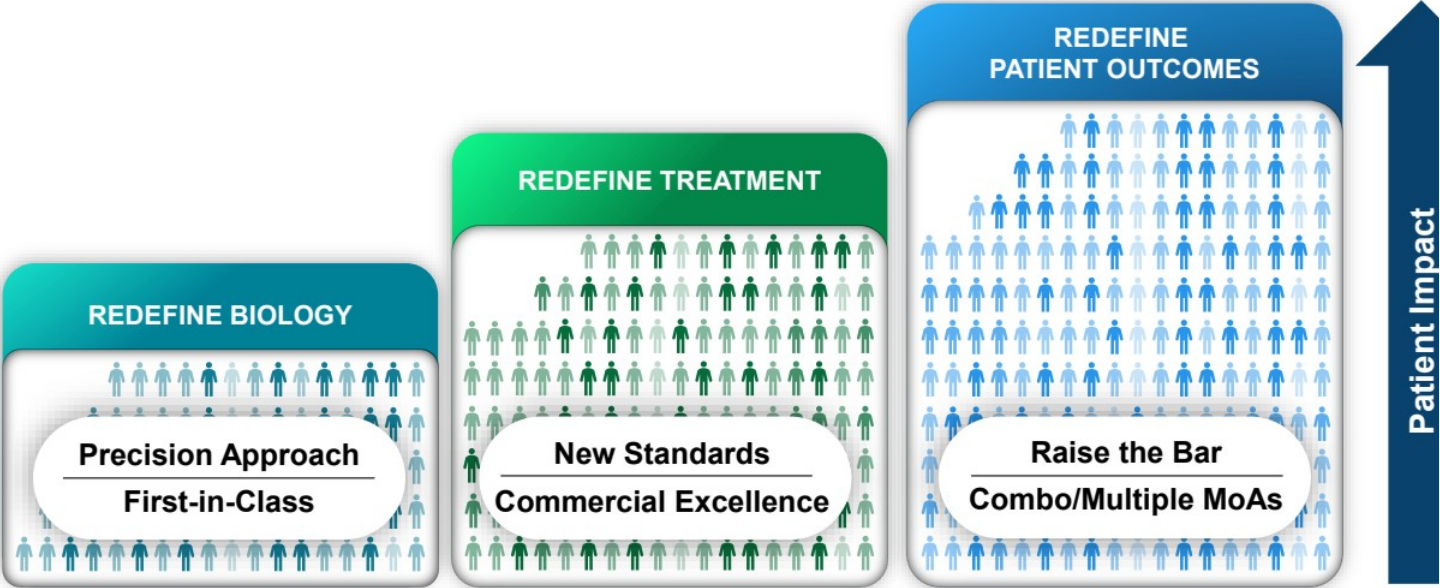 REDEFINE BIOLOGY
Precision Approach
First-in-Class
REDEFINE TREATMENT
New Standards
Commercial Excellence
REDEFINE
PATIENT OUTCOMES
Raise the Bar
Combo/Multiple MoAs
Patient Impact